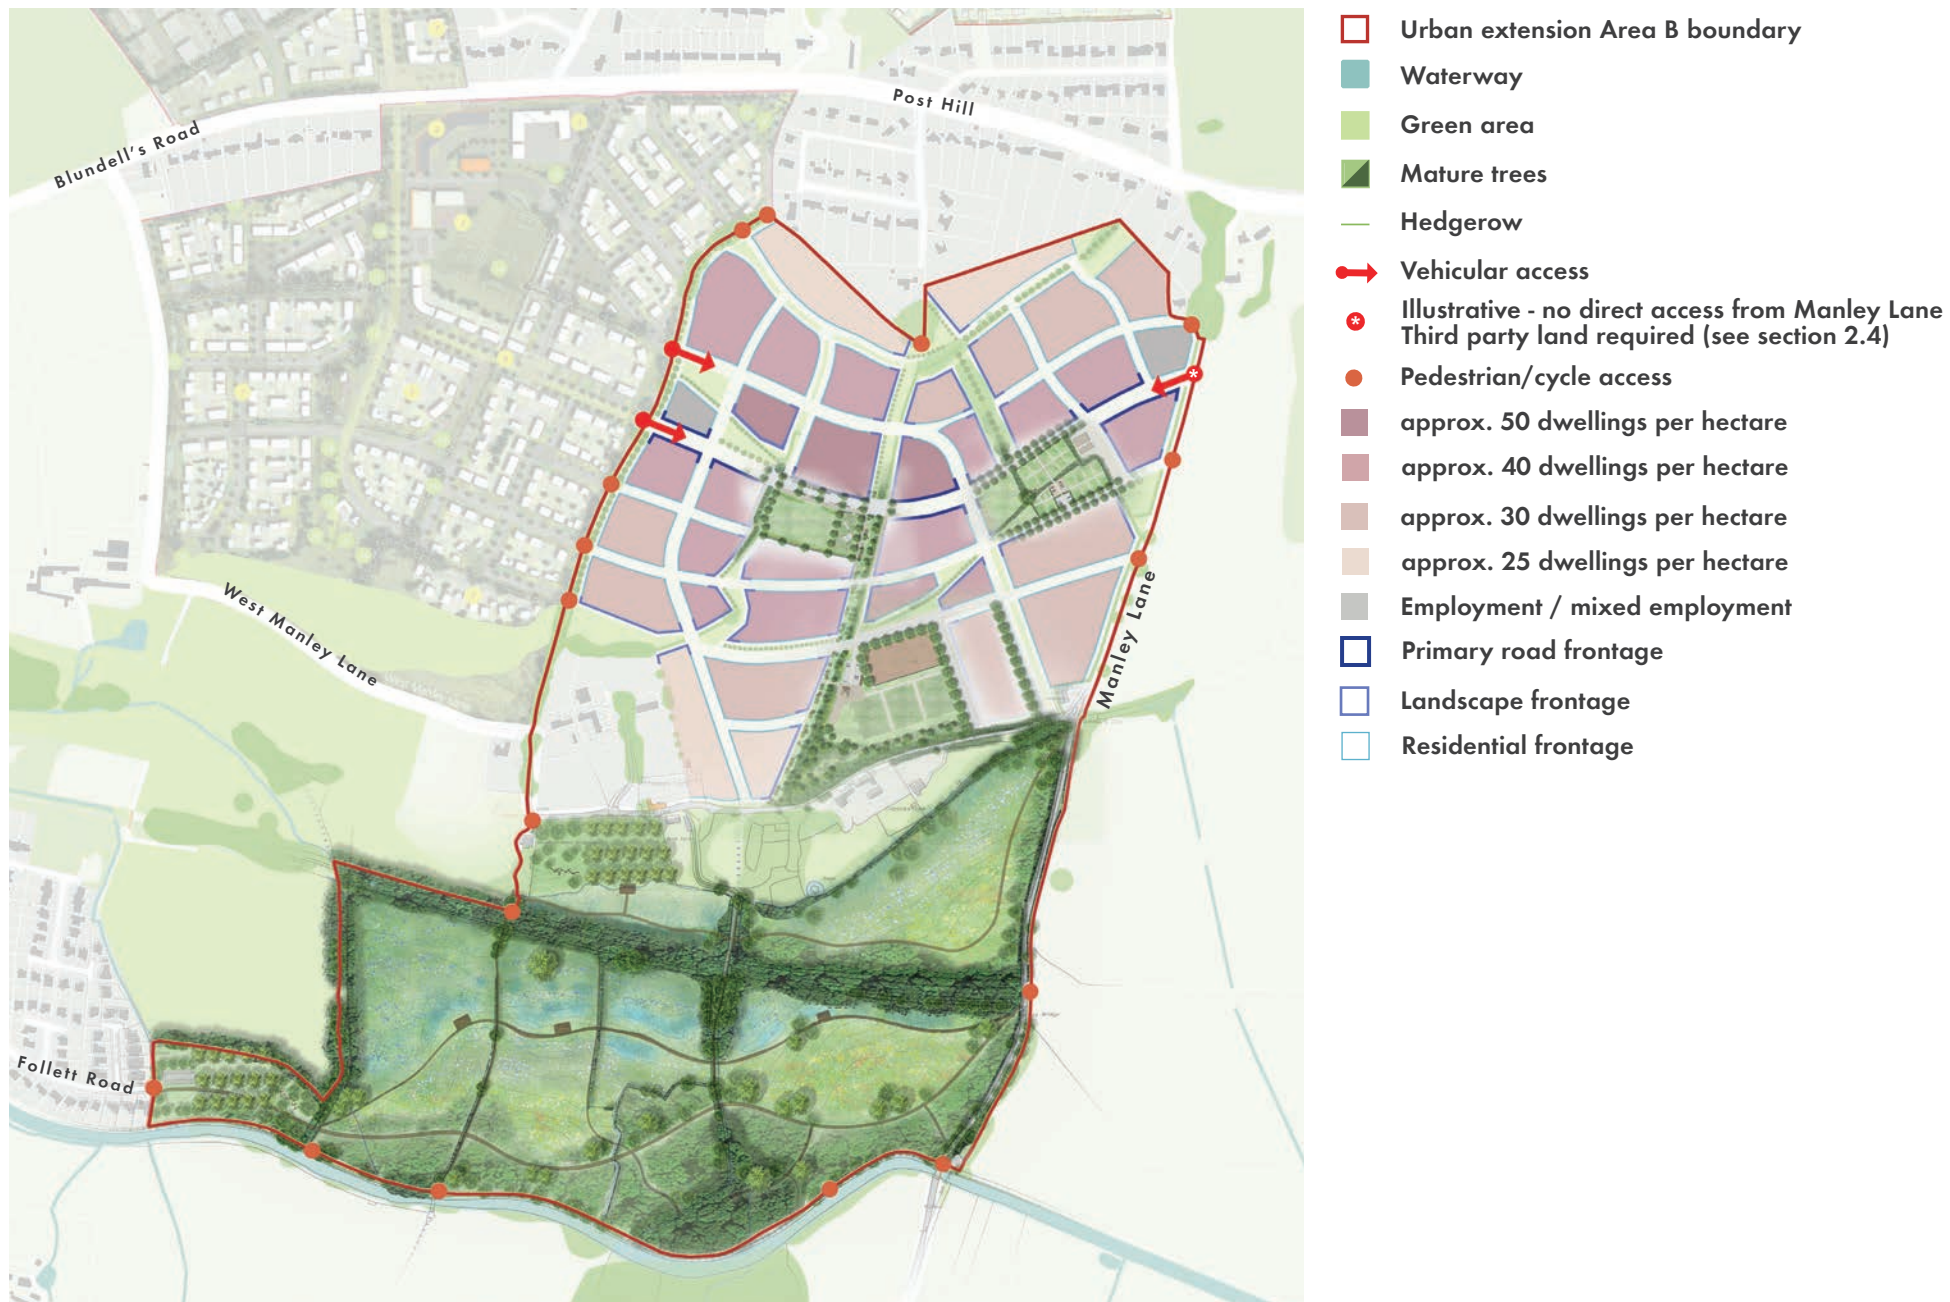 Post Hill
Blundell's Road
West Manley Lane
Manley Lane
Follett Road
Urban extension Area B boundary
Waterway
Green area
Mature trees
Hedgerow
Vehicular access
Illustrative - no direct access from Manley Lane
Third party land required (see section 2.4)
Pedestrian/cycle access
approx. 50 dwellings per hectare
approx. 40 dwellings per hectare
approx. 30 dwellings per hectare
approx. 25 dwellings per hectare
Employment / mixed employment
Primary road frontage
Landscape frontage
Residential frontage